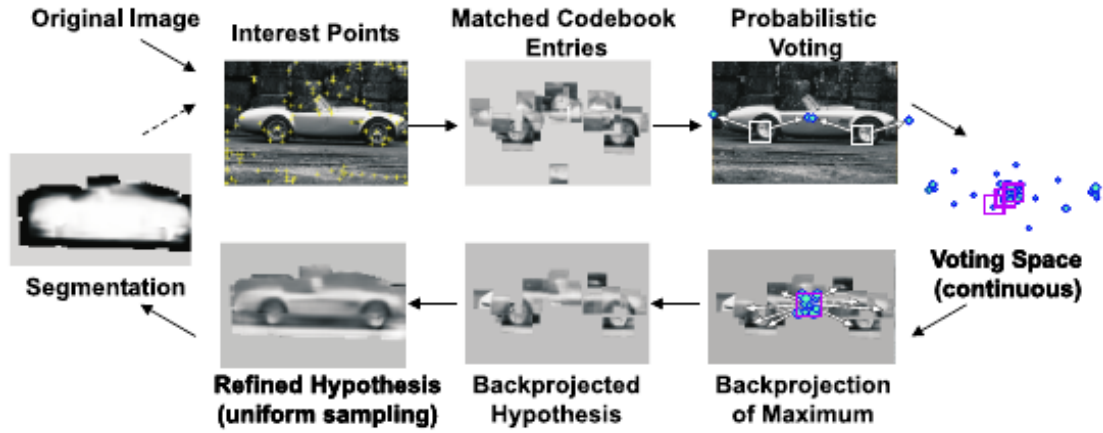 Original Image
Interest Points
Matched Codebook
Entries
Probabilistic
Voting
Voting Space
(continuous)
Segmentation
Refined Hypothesis
(uniform sampling)
Backprojected
Hypothesis
Backprojection
of Maximum